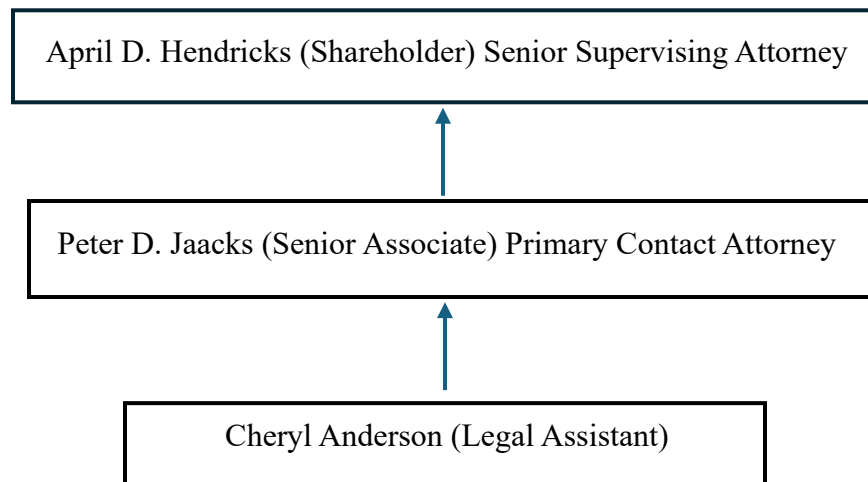 April D. Hendricks (Shareholder) Senior Supervising Attorney
Peter D. Jaacks (Senior Associate) Primary Contact Attorney
Cheryl Anderson (Legal Assistant)